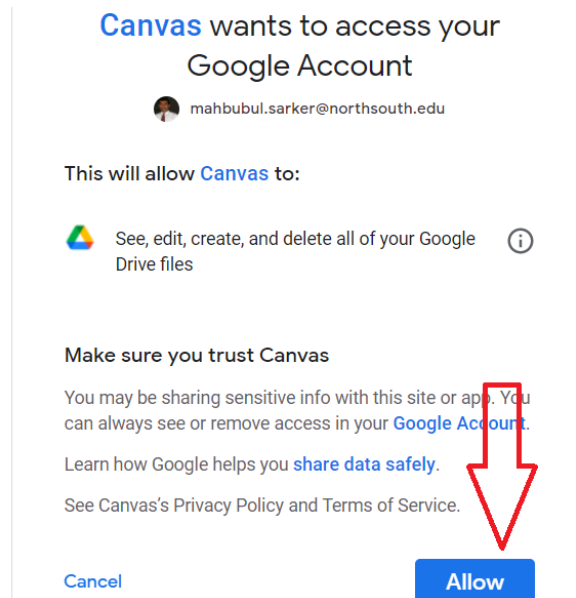 Canvas wants to access your
Google Account
mahbubul.sarker@northsouth.edu
This will allow Canvas to:
See, edit, create, and delete all of your Google
Drive files
Make sure you trust Canvas
You may be sharing sensitive info with this site or app. You
can always see or remove access in your Google Account.
Learn how Google helps you share data safely.
See Canvas's Privacy Policy and Terms of Service.
Cancel
Allow